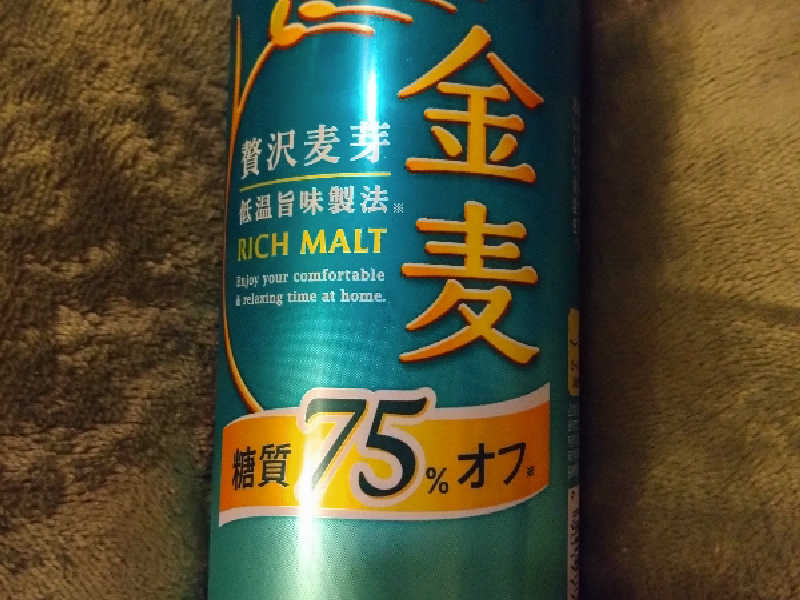 金麦
贅沢麦芽
低温旨味製法※
RICH MALT
Enjoy your comfortable
& relaxing time at home.
糖質75%オフ※